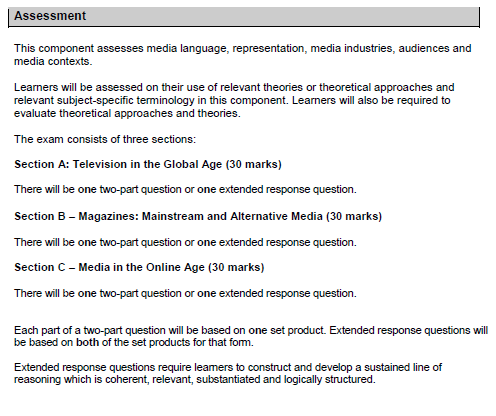 Assessment
This component assesses media language, representation, media industries, audiences and
media contexts.
Learners will be assessed on their use of relevant theories or theoretical approaches and
relevant subject-specific terminology in this component. Learners will also be required to
evaluate theoretical approaches and theories.
The exam consists of three sections:
Section A: Television in the Global Age (30 marks)
There will be one two-part question or one extended response question.
Section B – Magazines: Mainstream and Alternative Media (30 marks)
There will be one two-part question or one extended response question.
Section C – Media in the Online Age (30 marks)
There will be one two-part question or one extended response question.
Each part of a two-part question will be based on one set product. Extended response questions will
be based on both of the set products for that form.
Extended response questions require learners to construct and develop a sustained line of
reasoning which is coherent, relevant, substantiated and logically structured.